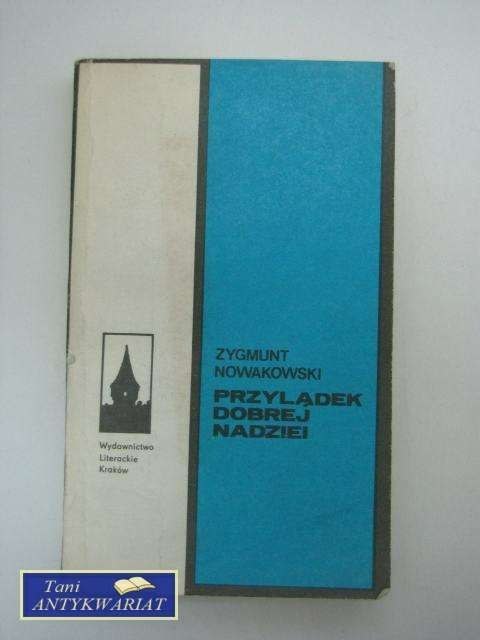 ZYGMUNT
NOWAKOWSKI
PRZYLĄDEK
DOBREJ
NADZIEI
Wydawnictwo
Literackie
Kraków
Tani
ANTYKWARIAT